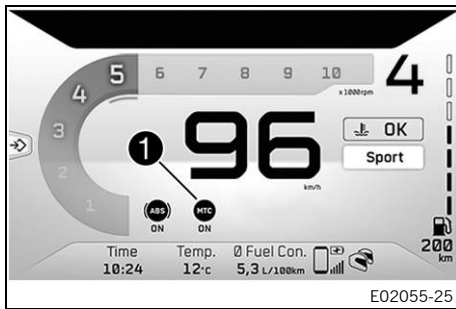 5 6 7 8 9 10
x1000rpm
4
4
3
2
1
1
96
km/h
OK
Sport
ABS
ON
MTC
ON
200
km
Time
10:24
Temp.
12°C
Ø Fuel Con.
5,3 L/100km
E02055-25